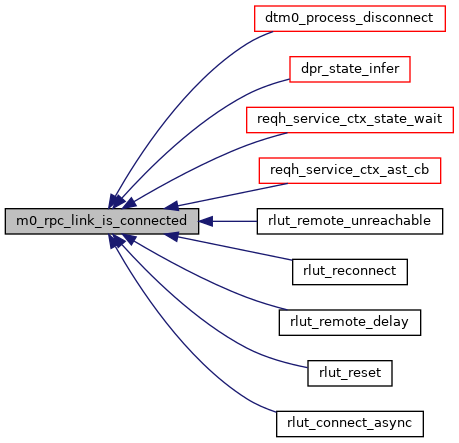 dtm0_process_disconnect
dpr_state_infer
reqh_service_ctx_state_wait
reqh_service_ctx_ast_cb
m0_rpc_link_is_connected
rlut_remote_unreachable
rlut_reconnect
rlut_remote_delay
rlut_reset
rlut_connect_async